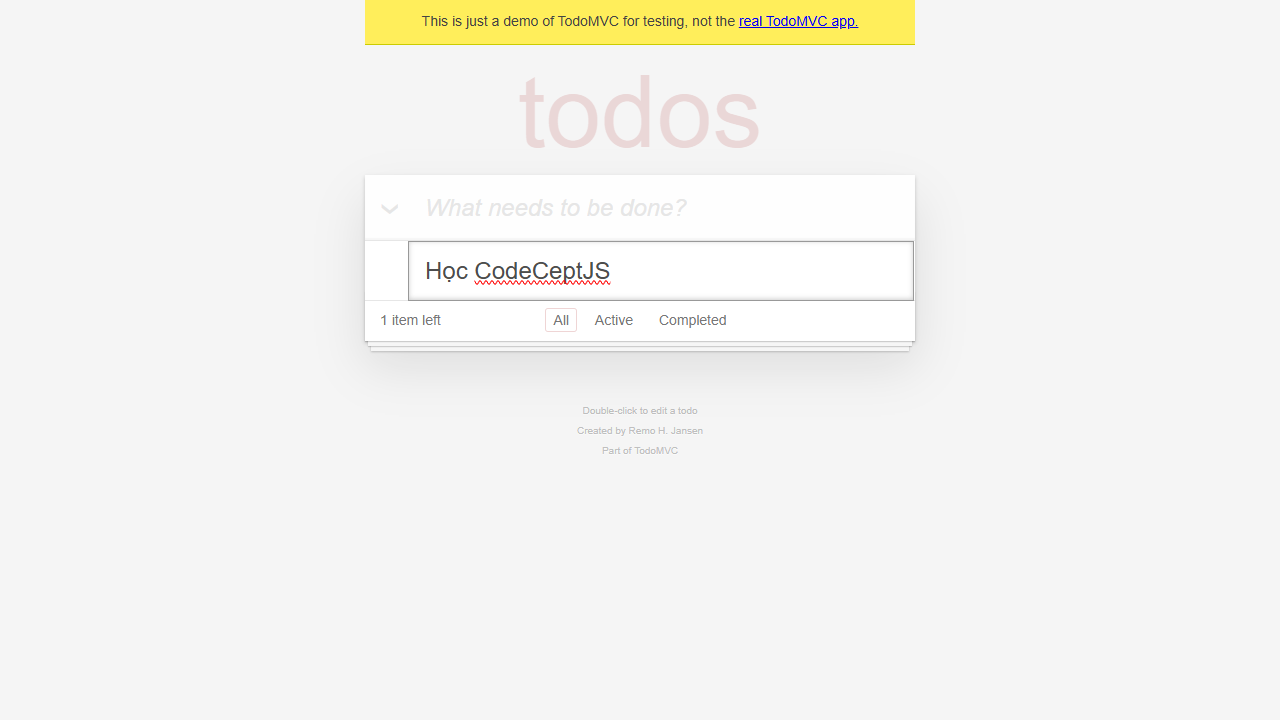 This is just a demo of TodoMVC for testing, not the real TodoMVC app.
todos
What needs to be done?
Học CodeCeptJS
1 item left All Active Completed
Double-click to edit a todo
Created by Remo H. Jansen
Part of TodoMVC